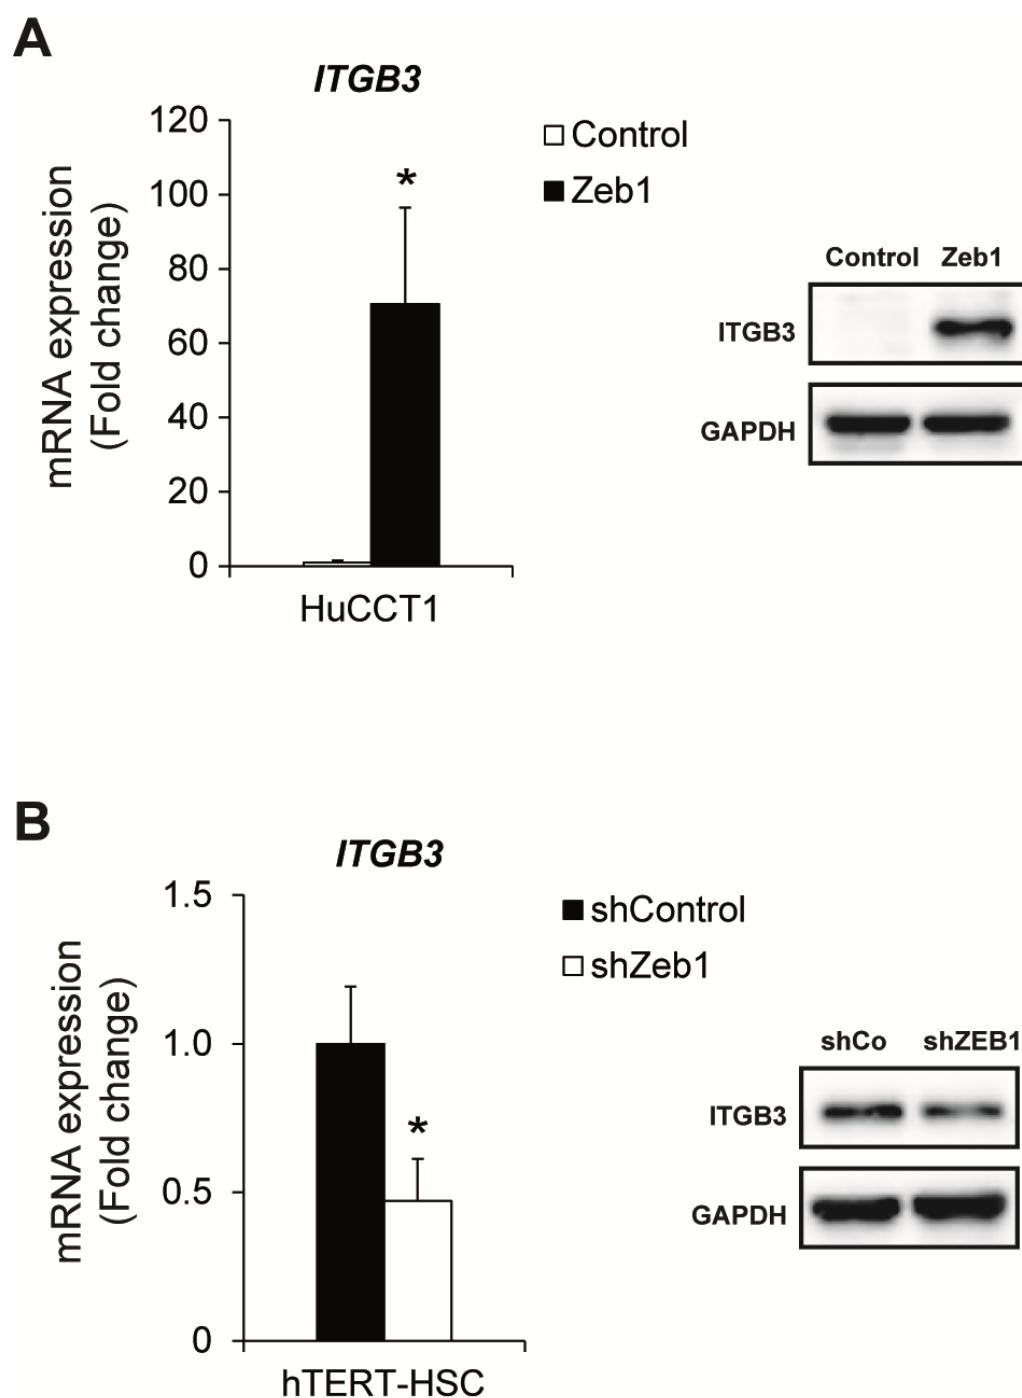 A
ITGB3
mRNA expression
(Fold change)
120
100
80
60
40
20
0
*
HuCCT1
Control
Zeb1
Control Zeb1
ITGB3
GAPDH
B
ITGB3
mRNA expression
(Fold change)
1.5
1.0
0.5
0
*
hTERT-HSC
shControl
shZeb1
shCo shZEB1
ITGB3
GAPDH